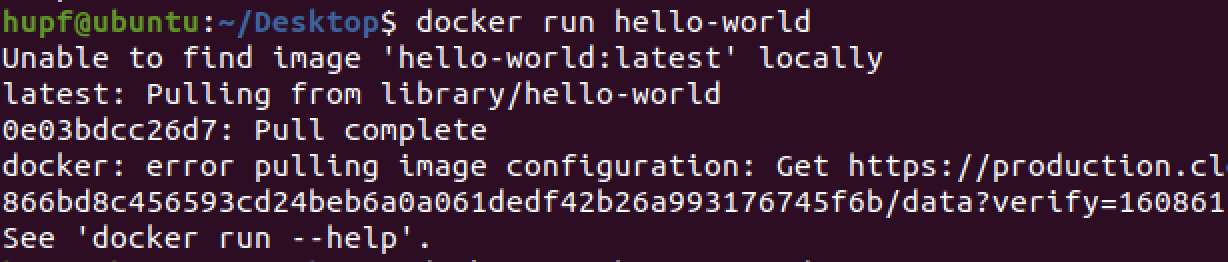 hupf@ubuntu:~/Desktop$ docker run hello-world
Unable to find image 'hello-world:latest' locally
latest: Pulling from library/hello-world
0e03bdcc26d7: Pull complete
docker: error pulling image configuration: Get https://production.cl
866bd8c456593cd24beb6a0a061dedf42b26a993176745f6b/data?verify=160861
See 'docker run --help'.